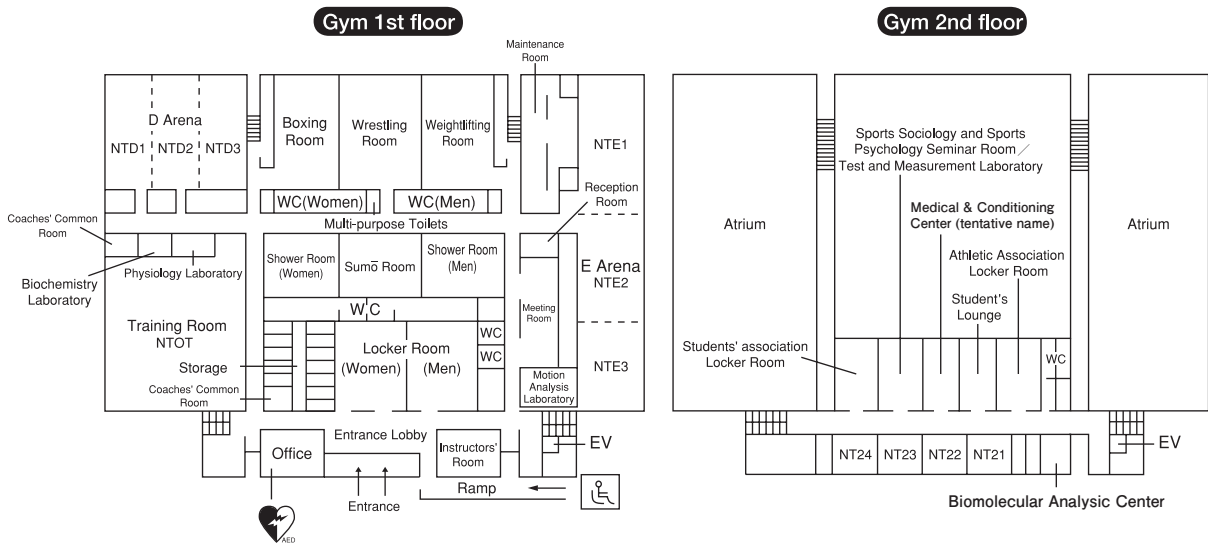 Gym 1st floor
Maintenance
Room
D Arena
NTD1
NTD2
NTD3
Boxing
Room
Wrestling
Room
Weightlifting
Room
NTE1
Reception
Room
WC(Women)
WC(Men)
Multi-purpose Toilets
Coaches' Common
Room
Physiology Laboratory
Biochemistry
Laboratory
Shower Room
(Women)
Sumō Room
Shower Room
(Men)
E Arena
NTE2
WC
Meeting
Room
Training Room
NTOT
Storage
Coaches' Common
Room
Locker Room
(Women)
(Men)
WC
WC
NTE3
Motion
Analysis
Laboratory
Entrance Lobby
Office
Instructors'
Room
EV
Ramp
Entrance
AED
Gym 2nd floor
Sports Sociology and Sports
Psychology Seminar Room／
Test and Measurement Laboratory
Atrium
Medical & Conditioning
Center (tentative name)
Atrium
Athletic Association
Locker Room
Student's
Lounge
Students' association
Locker Room
WC
NT24
NT23
NT22
NT21
EV
Biomolecular Analysic Center